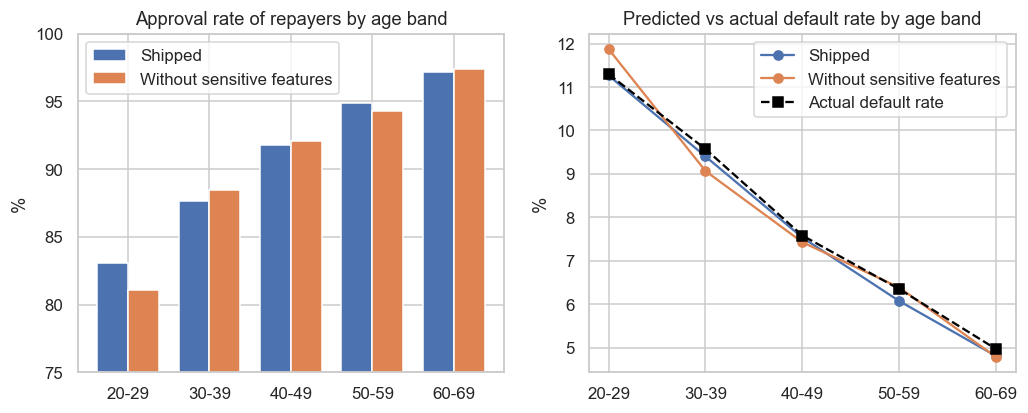 Approval rate of repayers by age band
%
100
95
90
85
80
75
Shipped
Without sensitive features
20-29 30-39 40-49 50-59 60-69
Predicted vs actual default rate by age band
%
12
11
10
9
8
7
6
5
Shipped
Without sensitive features
Actual default rate
20-29 30-39 40-49 50-59 60-69